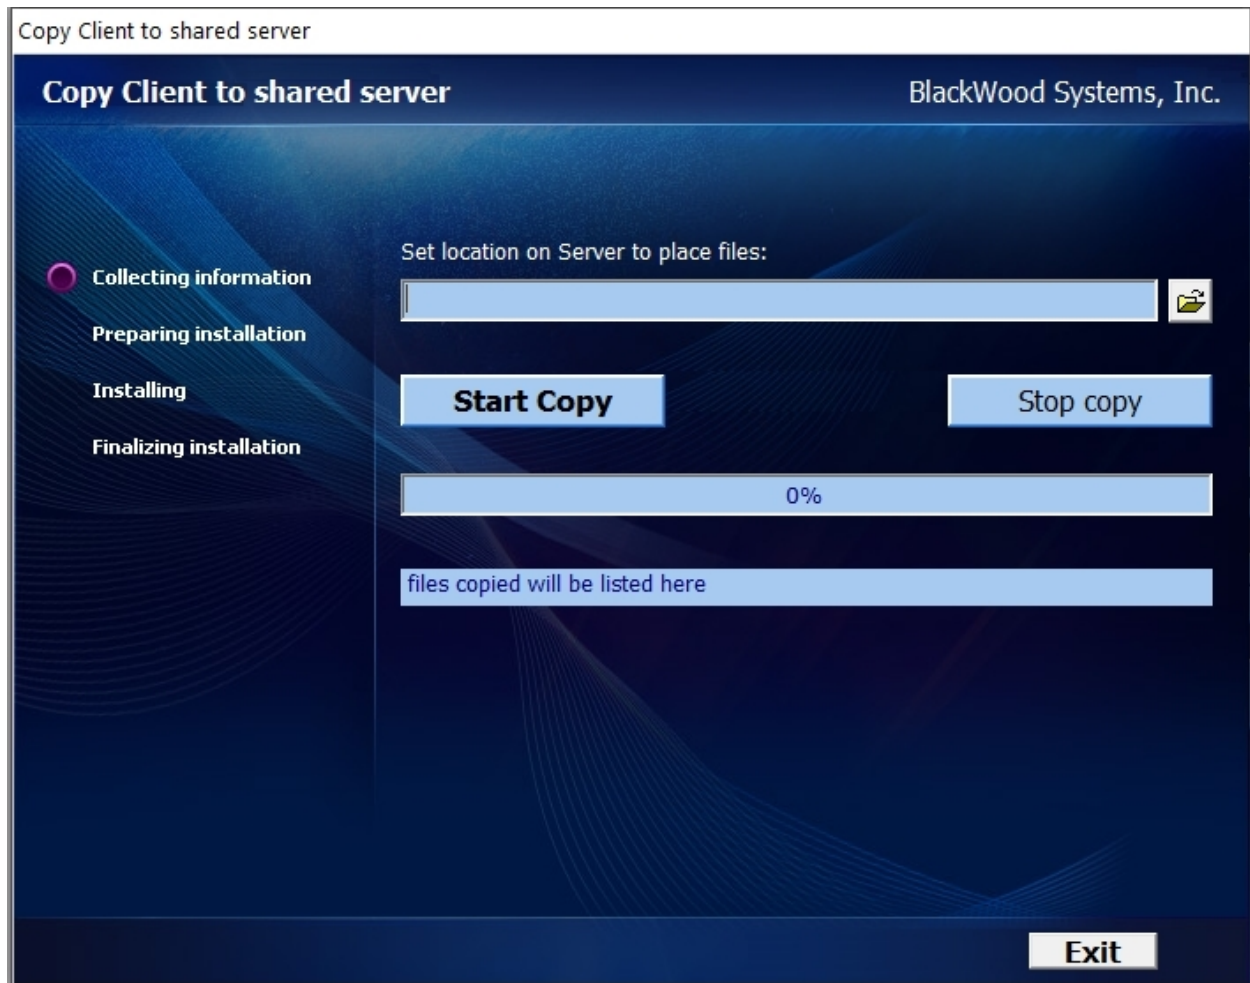 Copy Client to shared server
Copy Client to shared server
BlackWood Systems, Inc.
Collecting information
Preparing installation
Installing
Finalizing installation
Set location on Server to place files:
Start Copy
Stop copy
0%
files copied will be listed here
Exit